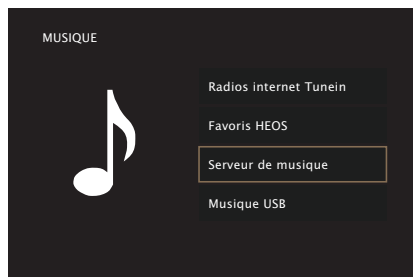 MUSIQUE
Radios internet Tunein
Favoris HEOS
Serveur de musique
Musique USB